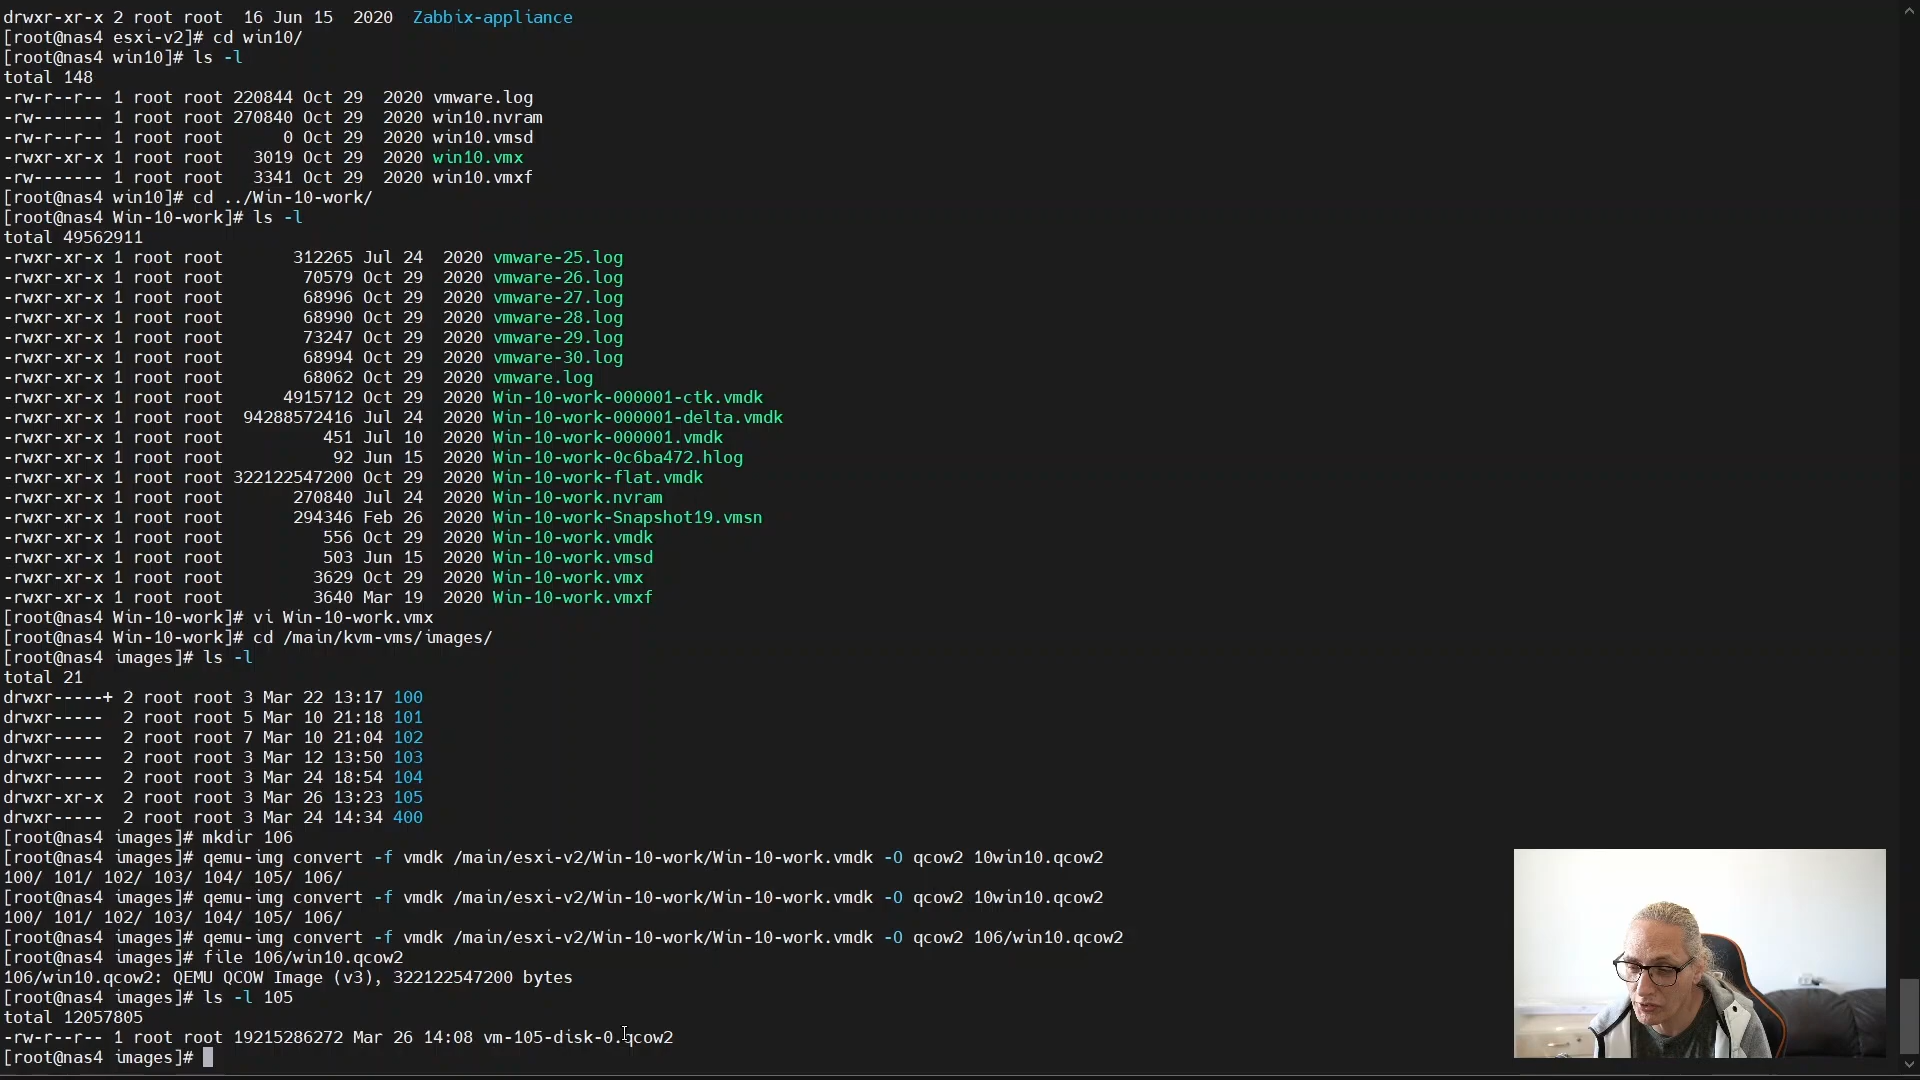 drwxr-xr-x 2 root root  16 Jun 15  2020  Zabbix-appliance
[root@nas4 esxi-v2]# cd win10/
[root@nas4 win10]# ls -l
total 148
-rw-r--r-- 1 root root 220844 Oct 29  2020 vmware.log
-rw------- 1 root root 270840 Oct 29  2020 win10.nvram
-rw-r--r-- 1 root root      0 Oct 29  2020 win10.vmsd
-rwxr-xr-x 1 root root   3019 Oct 29  2020 win10.vmx
-rw------- 1 root root   3341 Oct 29  2020 win10.vmxf
[root@nas4 win10]# cd ../Win-10-work/
[root@nas4 Win-10-work]# ls -l
total 49562911
-rwxr-xr-x 1 root root       312265 Jul 24  2020 vmware-25.log
-rwxr-xr-x 1 root root        70579 Oct 29  2020 vmware-26.log
-rwxr-xr-x 1 root root        68996 Oct 29  2020 vmware-27.log
-rwxr-xr-x 1 root root        68990 Oct 29  2020 vmware-28.log
-rwxr-xr-x 1 root root        73247 Oct 29  2020 vmware-29.log
-rwxr-xr-x 1 root root        68994 Oct 29  2020 vmware-30.log
-rwxr-xr-x 1 root root        68062 Oct 29  2020 vmware.log
-rwxr-xr-x 1 root root      4915712 Oct 29  2020 Win-10-work-000001-ctk.vmdk
-rwxr-xr-x 1 root root  94288572416 Jul 24  2020 Win-10-work-000001-delta.vmdk
-rwxr-xr-x 1 root root          451 Jul 10  2020 Win-10-work-000001.vmdk
-rwxr-xr-x 1 root root           92 Jun 15  2020 Win-10-work-0c6ba472.hlog
-rwxr-xr-x 1 root root 322122547200 Oct 29  2020 Win-10-work-flat.vmdk
-rwxr-xr-x 1 root root       270840 Jul 24  2020 Win-10-work.nvram
-rwxr-xr-x 1 root root       294346 Feb 26  2020 Win-10-work-Snapshot19.vmsn
-rwxr-xr-x 1 root root          556 Oct 29  2020 Win-10-work.vmdk
-rwxr-xr-x 1 root root          503 Jun 15  2020 Win-10-work.vmsd
-rwxr-xr-x 1 root root         3629 Oct 29  2020 Win-10-work.vmx
-rwxr-xr-x 1 root root         3640 Mar 19  2020 Win-10-work.vmxf
[root@nas4 Win-10-work]# vi Win-10-work.vmx
[root@nas4 Win-10-work]# cd /main/kvm-vms/images/
[root@nas4 images]# ls -l
total 21
drwxr-----+ 2 root root 3 Mar 22 13:17 100
drwxr-----  2 root root 5 Mar 10 21:18 101
drwxr-----  2 root root 7 Mar 10 21:04 102
drwxr-----  2 root root 3 Mar 12 13:50 103
drwxr-----  2 root root 3 Mar 24 18:54 104
drwxr-xr-x  2 root root 3 Mar 26 13:23 105
drwxr-----  2 root root 3 Mar 24 14:34 400
[root@nas4 images]# mkdir 106
[root@nas4 images]# qemu-img convert -f vmdk /main/esxi-v2/Win-10-work/Win-10-work.vmdk -O qcow2 10win10.qcow2
100/ 101/ 102/ 103/ 104/ 105/ 106/
[root@nas4 images]# qemu-img convert -f vmdk /main/esxi-v2/Win-10-work/Win-10-work.vmdk -O qcow2 10win10.qcow2
100/ 101/ 102/ 103/ 104/ 105/ 106/
[root@nas4 images]# qemu-img convert -f vmdk /main/esxi-v2/Win-10-work/Win-10-work.vmdk -O qcow2 106/win10.qcow2
[root@nas4 images]# file 106/win10.qcow2
106/win10.qcow2: QEMU QCOW Image (v3), 322122547200 bytes
[root@nas4 images]# ls -l 105
total 12057805
-rw-r--r-- 1 root root 19215286272 Mar 26 14:08 vm-105-disk-0.qcow2
[root@nas4 images]#